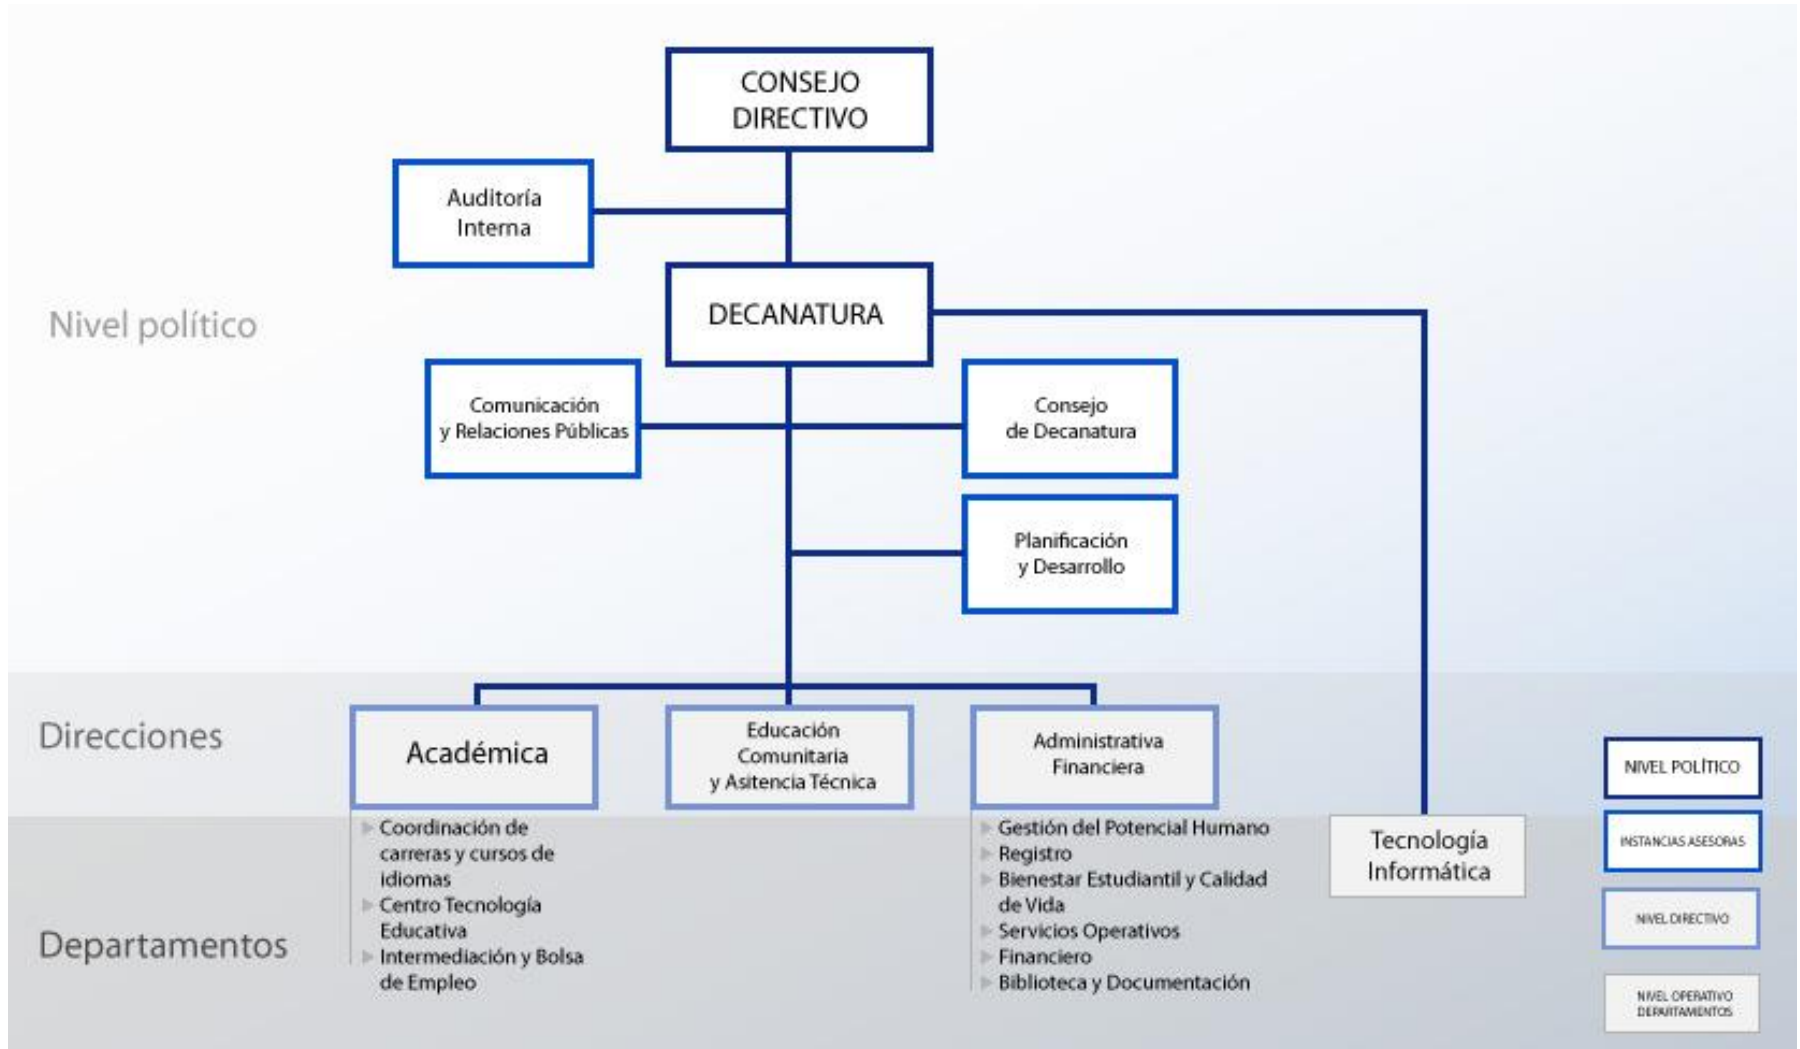 CONSEJO
DIRECTIVO
Auditoría
Interna
Nivel político
DECANATURA
Comunicación
y Relaciones Públicas
Consejo
de Decanatura
Planificación
y Desarrollo
Direcciones
Académica
Educación
Comunitaria
y Asitencia Técnica
Administrativa
Financiera
Departamentos
Coordinación de
carreras y cursos de
idiomas
Centro Tecnología
Educativa
Intermediación y Bolsa
de Empleo
Gestión del Potencial Humano
Registro
Bienestar Estudiantil y Calidad
de Vida
Servicios Operativos
Financiero
Biblioteca y Documentación
Tecnología
Informática
NIVEL POLÍTICO
INSTANCIAS ASESORAS
NIVEL DIRECTIVO
NIVEL OPERATIVO
DEPARTAMENTOS